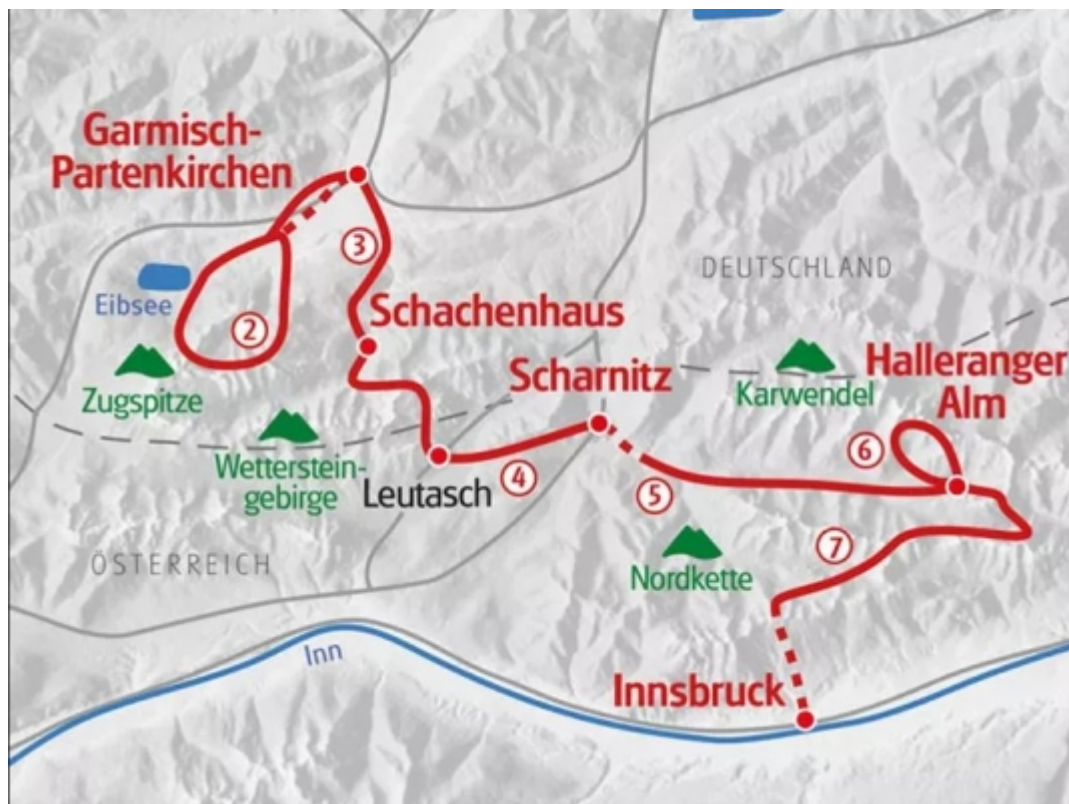 Garmisch-
Partenkirchen
3
Eibsee
2
DEUTSCHLAND
Schachenhaus
Zugspitze
Scharnitz
Karwendel
Halleranger
Alm
Wetterstein-
gebirge
Leutasch
4
5
6
ÖSTERREICH
Nordkette
7
Inn
Innsbruck